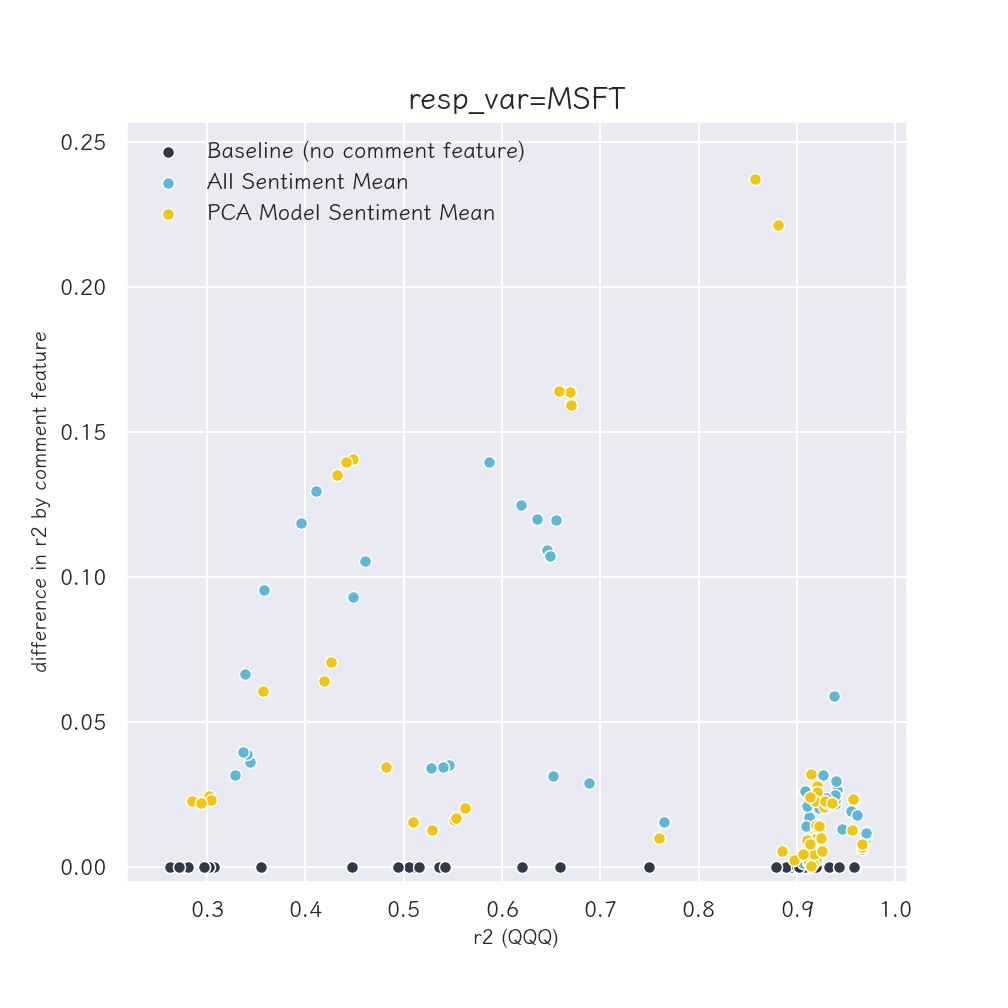 resp_var=MSFT
Baseline (no comment feature)
All Sentiment Mean
PCA Model Sentiment Mean
difference in r2 by comment feature
0.25
0.20
0.15
0.10
0.05
0.00
0.3 0.4 0.5 0.6 0.7 0.8 0.9 1.0
r2 (QQQ)